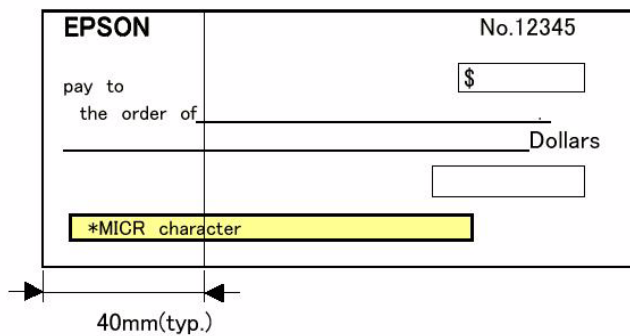 EPSON No.12345
$
pay to
the order of
Dollars
*MICR character
40mm(typ.)